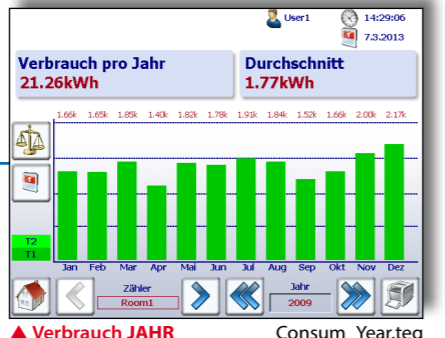 User1 14:29:06
7.3.2013
Verbrauch pro Jahr
21.26kWh
Durchschnitt
1.77kWh
1.66k 1.65k 1.85k 1.40k 1.82k 1.78k 1.91k 1.84k 1.52k 1.66k 2.00k 2.17k
T2
T1
Jan Feb Mar Apr Mai Jun Jul Aug Sep Okt Nov Dez
Zähler
Room1
Jahr
2009
▲ Verbrauch JAHR Consum_Year.teq